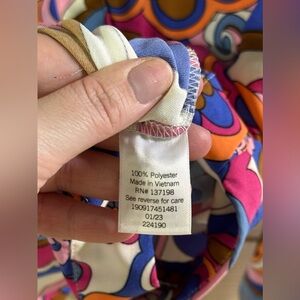 100% Polyester
Made in Vietnam
RN# 137198
See reverse for care
190917451481
01/23
224190